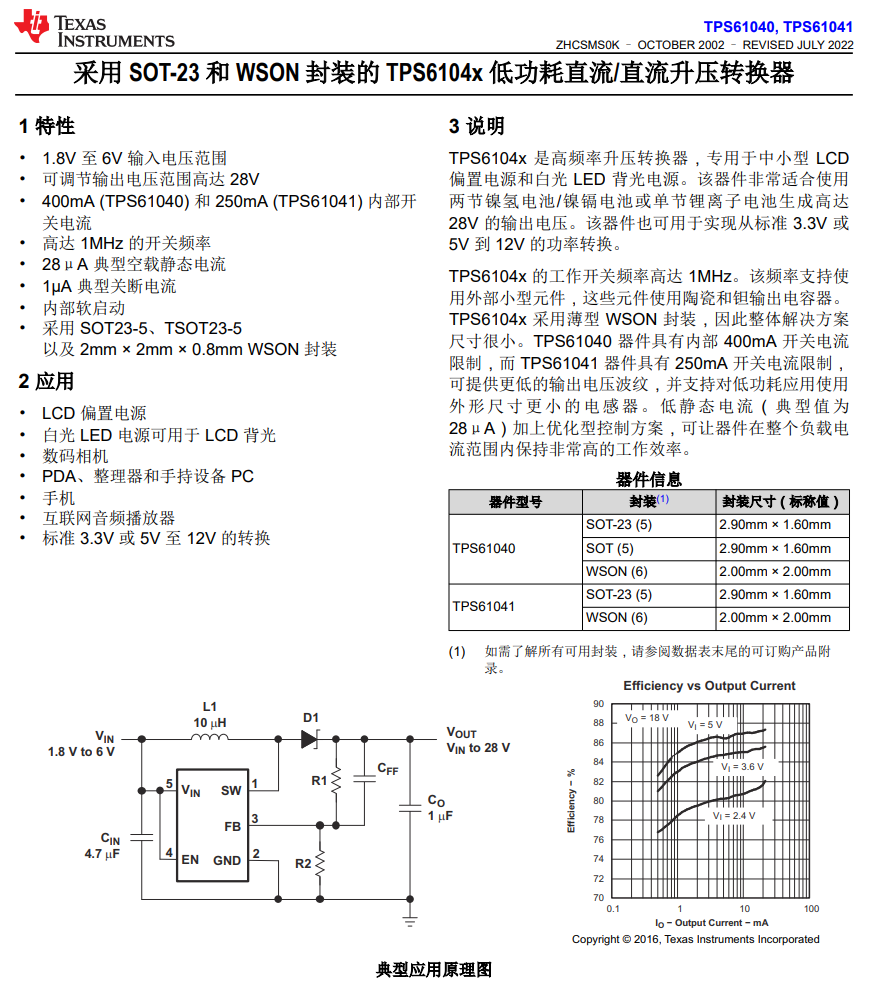 TEXAS
INSTRUMENTS
TPS61040, TPS61041
ZHCSMS0K – OCTOBER 2002 – REVISED JULY 2022
采用 SOT-23 和 WSON 封装的 TPS6104x 低功耗直流/直流升压转换器
1 特性
• 1.8V 至 6V 输入电压范围
• 可调节输出电压范围高达 28V
• 400mA (TPS61040) 和 250mA (TPS61041) 内部开
关电流
• 高达 1MHz 的开关频率
• 28μA 典型空载静态电流
• 1μA 典型关断电流
• 内部软启动
• 采用 SOT23-5、TSOT23-5
以及 2mm × 2mm × 0.8mm WSON 封装
2 应用
• LCD 偏置电源
• 白光 LED 电源可用于 LCD 背光
• 数码相机
• PDA、整理器和手持设备 PC
• 手机
• 互联网音频播放器
• 标准 3.3V 或 5V 至 12V 的转换
3 说明
TPS6104x 是高频率升压转换器，专用于中小型 LCD
偏置电源和白光 LED 背光电源。该器件非常适合使用
两节镍氢电池/镍镉电池或单节锂离子电池生成高达
28V 的输出电压。该器件也可用于实现从标准 3.3V 或
5V 到 12V 的功率转换。
TPS6104x 的工作开关频率高达 1MHz。该频率支持使
用外部小型元件，这些元件使用陶瓷和钽输出电容器。
TPS6104x 采用薄型 WSON 封装，因此整体解决方案
尺寸很小。TPS61040 器件具有内部 400mA 开关电流
限制，而 TPS61041 器件具有 250mA 开关电流限制，
可提供更低的输出电压波纹，并支持对低功耗应用使用
外形尺寸更小的电感器。低静态电流（典型值为
28μA）加上优化型控制方案，可让器件在整个负载电
流范围内保持非常高的工作效率。
器件信息
器件型号 封装(1) 封装尺寸（标称值）
TPS61040
SOT-23 (5) 2.90mm × 1.60mm
SOT (5) 2.90mm × 1.60mm
WSON (6) 2.00mm × 2.00mm
TPS61041
SOT-23 (5) 2.90mm × 1.60mm
WSON (6) 2.00mm × 2.00mm
(1) 如需了解所有可用封装，请参阅数据表末尾的可订购产品附
录。
L1
10 μH
D1
VIN
1.8 V to 6 V
VOUT
VIN to 28 V
5 VIN SW 1
R1
CFF
CO
1 μF
FB 3
CIN
4.7 μF
4 EN GND 2
R2
Efficiency vs Output Current
90
88
86
84
82
80
78
76
74
72
70
Efficiency – %
VO = 18 V
VI = 5 V
VI = 3.6 V
VI = 2.4 V
0.1 1 10 100
IO – Output Current – mA
Copyright © 2016, Texas Instruments Incorporated
典型应用原理图